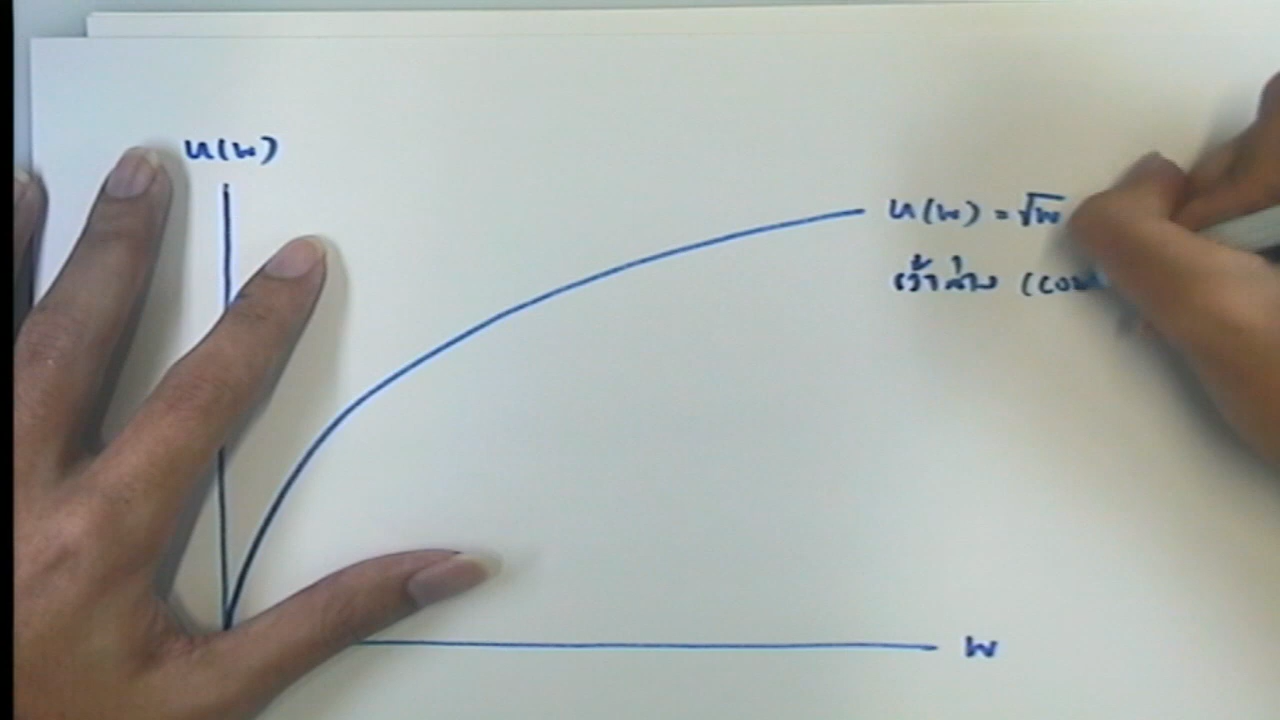 u(w)
u(w) = √w
เว้าล่าง (con
w